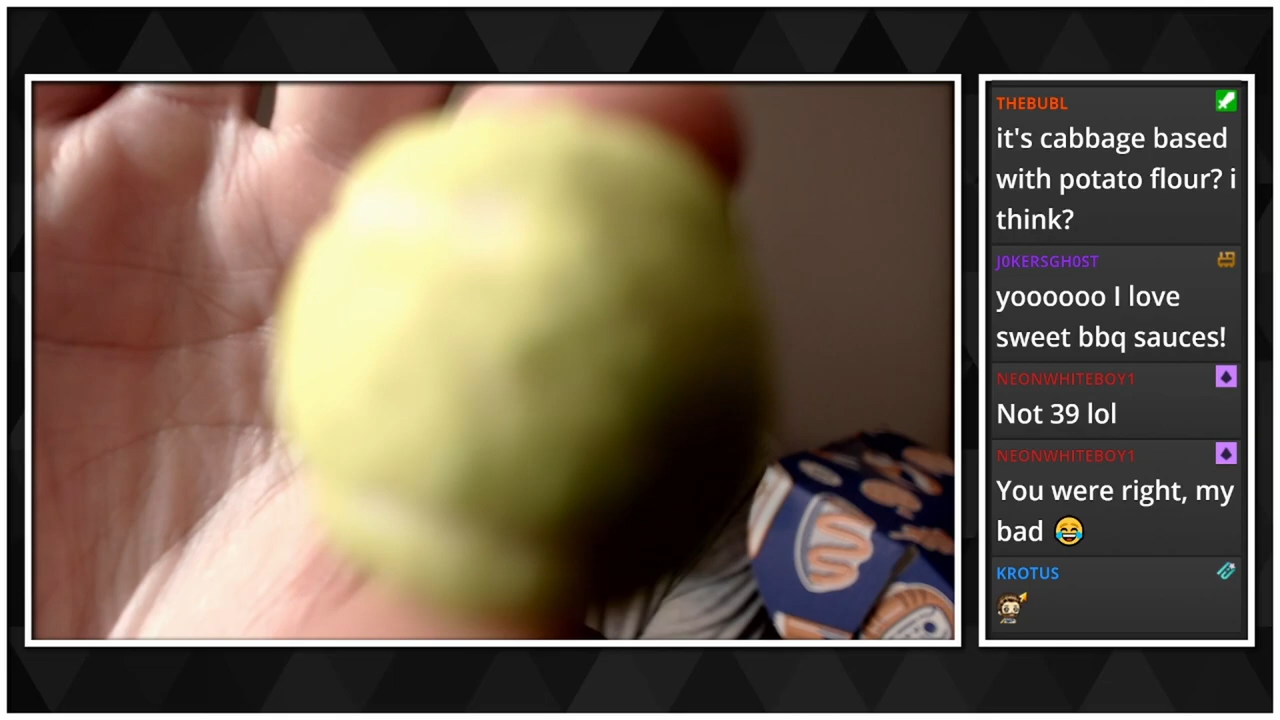 THEBUBL
it's cabbage based
with potato flour? i
think?
J0KERSGH0ST
yoooooo I love
sweet bbq sauces!
NEONWHITEBOY1
Not 39 lol
NEONWHITEBOY1
You were right, my
bad 😂
KROTUS